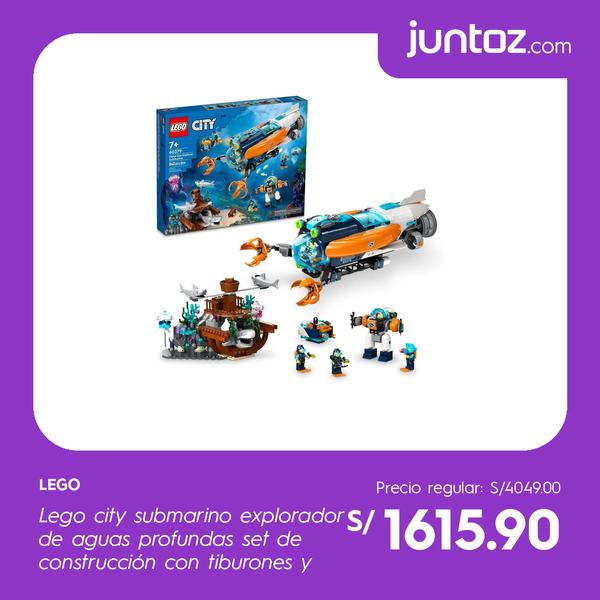 juntoz.com
LEGO CITY
7+
60379
LEGO
Precio regular: S/4049.00
Lego city submarino explorador
de aguas profundas set de
construcción con tiburones y
S/ 1615.90